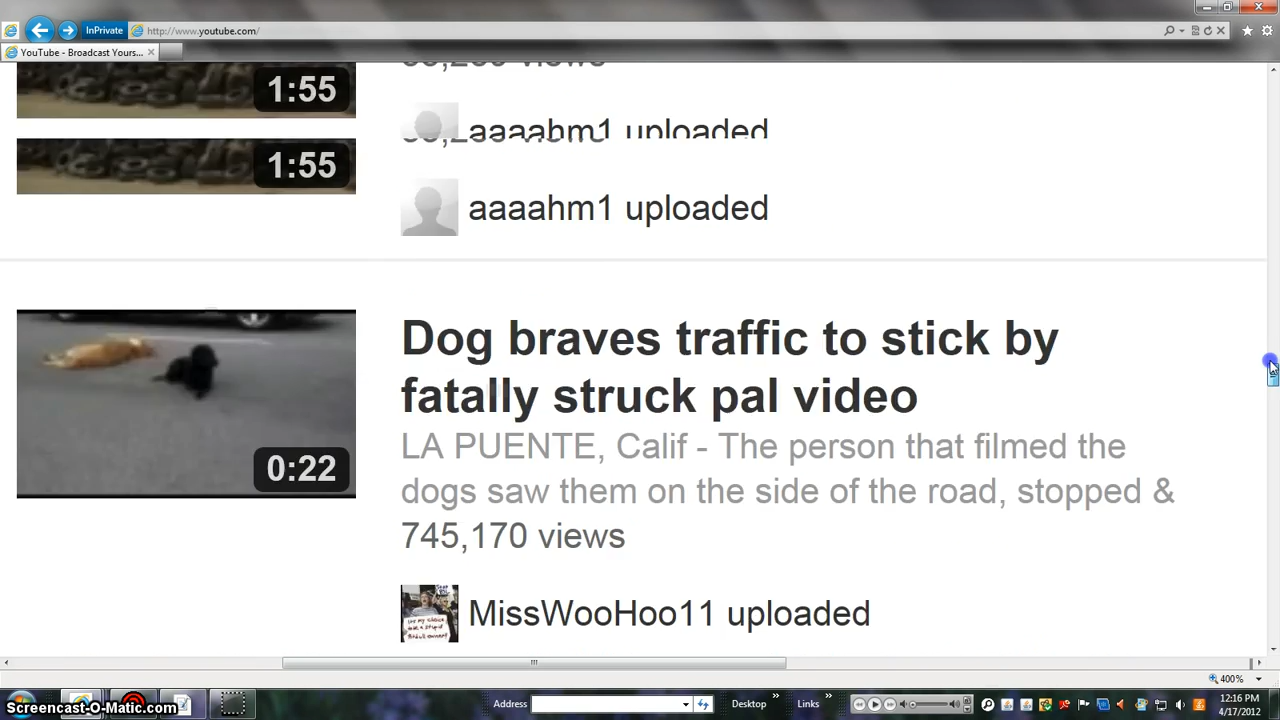 InPrivate
http://www.youtube.com/
YouTube - Broadcast Yours...
1:55
aaaahm1 uploaded
1:55
aaaahm1 uploaded
Dog braves traffic to stick by
fatally struck pal video
0:22
LA PUENTE, Calif - The person that filmed the
dogs saw them on the side of the road, stopped &
745,170 views
MissWooHoo11 uploaded
400%
Screencast-O-Matic.com
Address
Desktop
Links
12:16 PM
4/17/2012